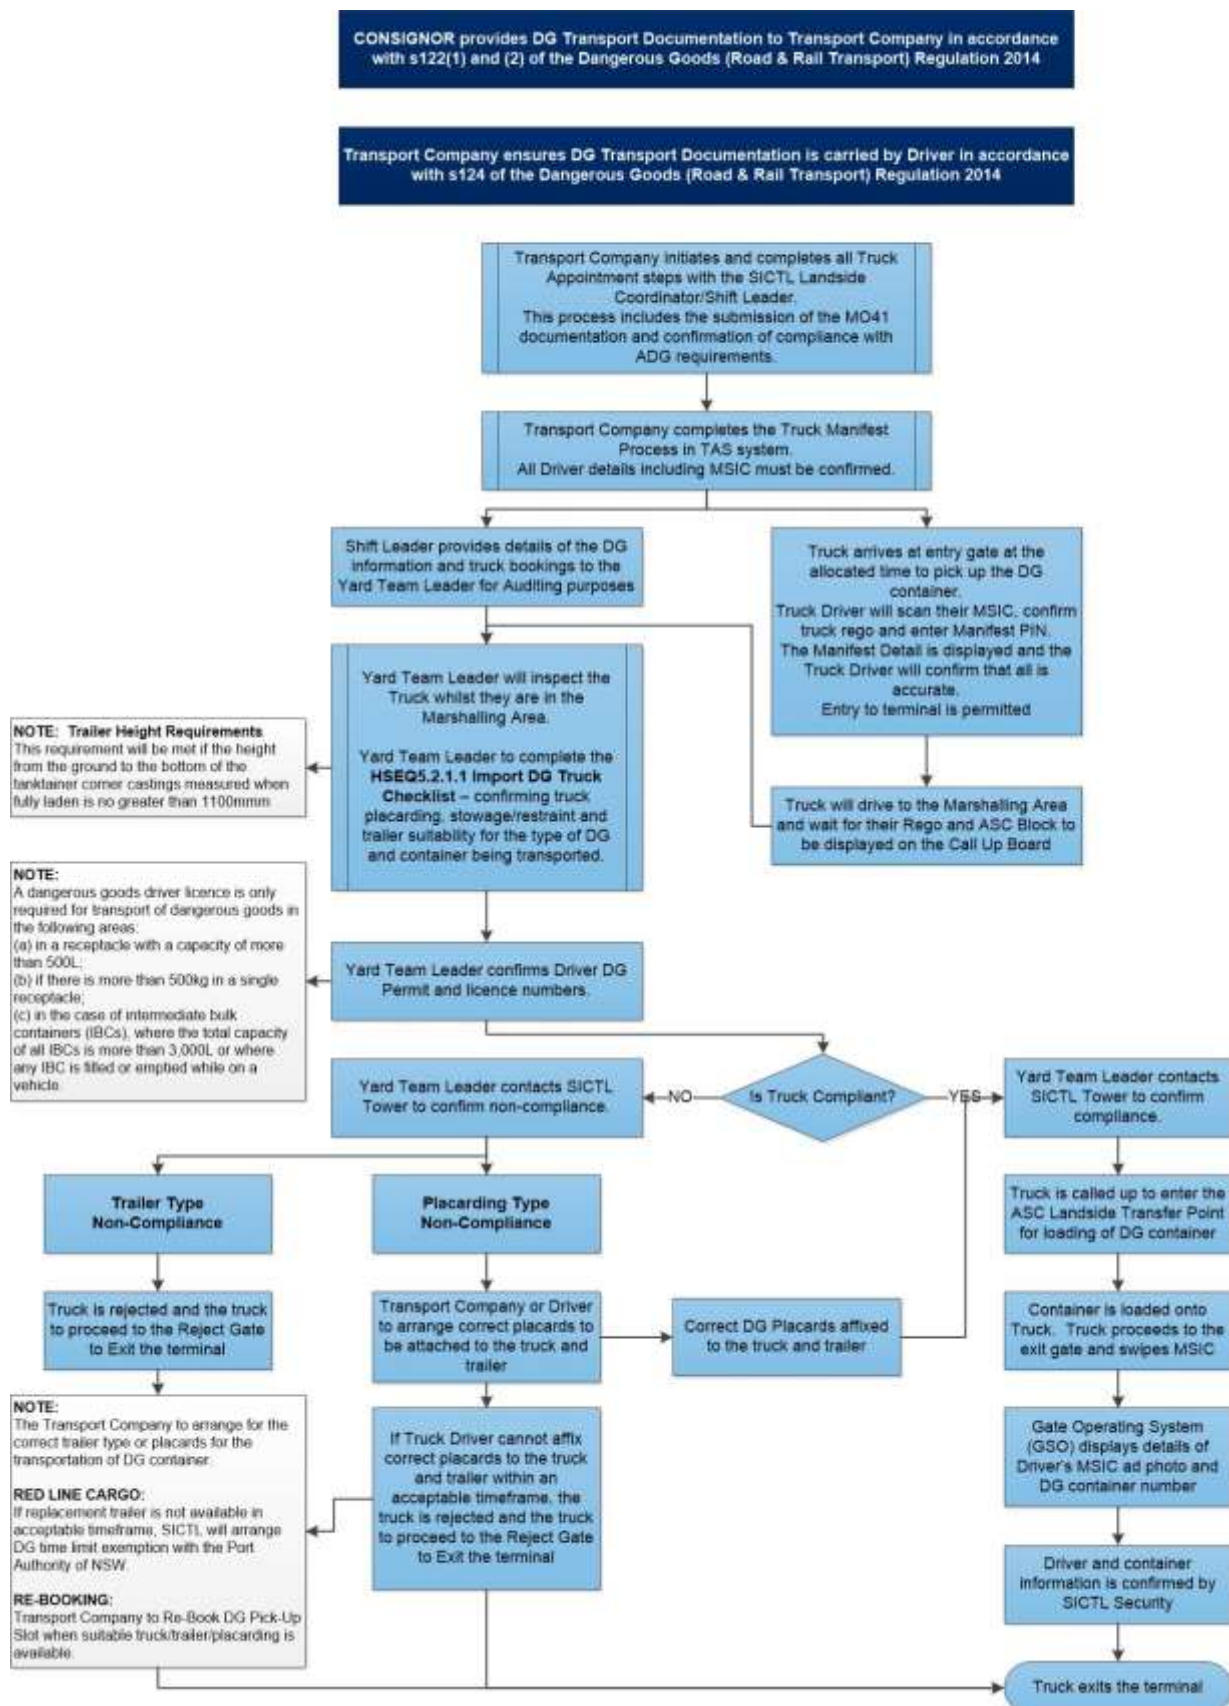 CONSIGNOR provides DG Transport Documentation to Transport Company in accordance
with s122(1) and (2) of the Dangerous Goods (Road & Rail Transport) Regulation 2014
Transport Company ensures DG Transport Documentation is carried by Driver in accordance
with s124 of the Dangerous Goods (Road & Rail Transport) Regulation 2014
Transport Company initiates and completes all Truck
Appointment steps with the SICTL Landside
Coordinator/Shift Leader.
This process includes the submission of the MO41
documentation and confirmation of compliance with
ADG requirements.
Transport Company completes the Truck Manifest
Process in TAS system.
All Driver details including MSIC must be confirmed.
Shift Leader provides details of the DG
information and truck bookings to the
Yard Team Leader for Auditing purposes
Truck arrives at entry gate at the
allocated time to pick up the DG
container.
Truck Driver will scan their MSIC, confirm
truck rego and enter Manifest PIN.
The Manifest Detail is displayed and the
Truck Driver will confirm that all is
accurate.
Entry to terminal is permitted
Yard Team Leader will inspect the
Truck whilst they are in the
Marshalling Area.
Yard Team Leader to complete the
HSEQ5.2.1.1 Import DG Truck
Checklist – confirming truck
placarding, stowage/restraint and
trailer suitability for the type of DG
and container being transported.
NOTE: Trailer Height Requirements
This requirement will be met if the height
from the ground to the bottom of the
tanktainer corner castings measured when
fully laden is no greater than 1100mmm
Truck will drive to the Marshalling Area
and wait for their Rego and ASC Block to
be displayed on the Call Up Board
NOTE:
A dangerous goods driver licence is only
required for transport of dangerous goods in
the following areas:
(a) in a receptacle with a capacity of more
than 500L;
(b) if there is more than 500kg in a single
receptacle;
(c) in the case of intermediate bulk
containers (IBCs), where the total capacity
of all IBCs is more than 3,000L or where
any IBC is filled or emptied while on a
vehicle.
Yard Team Leader confirms Driver DG
Permit and licence numbers.
Yard Team Leader contacts SICTL
Tower to confirm non-compliance.
NO
Is Truck Compliant?
YES
Yard Team Leader contacts
SICTL Tower to confirm
compliance.
Trailer Type
Non-Compliance
Placarding Type
Non-Compliance
Truck is called up to enter the
ASC Landside Transfer Point
for loading of DG container
Truck is rejected and the truck
to proceed to the Reject Gate
to Exit the terminal
Transport Company or Driver
to arrange correct placards to
be attached to the truck and
trailer
Correct DG Placards affixed
to the truck and trailer
Container is loaded onto
Truck. Truck proceeds to the
exit gate and swipes MSIC
NOTE:
The Transport Company to arrange for the
correct trailer type or placards for the
transportation of DG container.
RED LINE CARGO:
If replacement trailer is not available in
acceptable timeframe, SICTL will arrange
DG time limit exemption with the Port
Authority of NSW.
RE-BOOKING:
Transport Company to Re-Book DG Pick-Up
Slot when suitable truck/trailer/placarding is
available.
If Truck Driver cannot affix
correct placards to the truck
and trailer within an
acceptable timeframe, the
truck is rejected and the truck
to proceed to the Reject Gate
to Exit the terminal
Gate Operating System
(GSO) displays details of
Driver's MSIC ad photo and
DG container number
Driver and container
information is confirmed by
SICTL Security
Truck exits the terminal